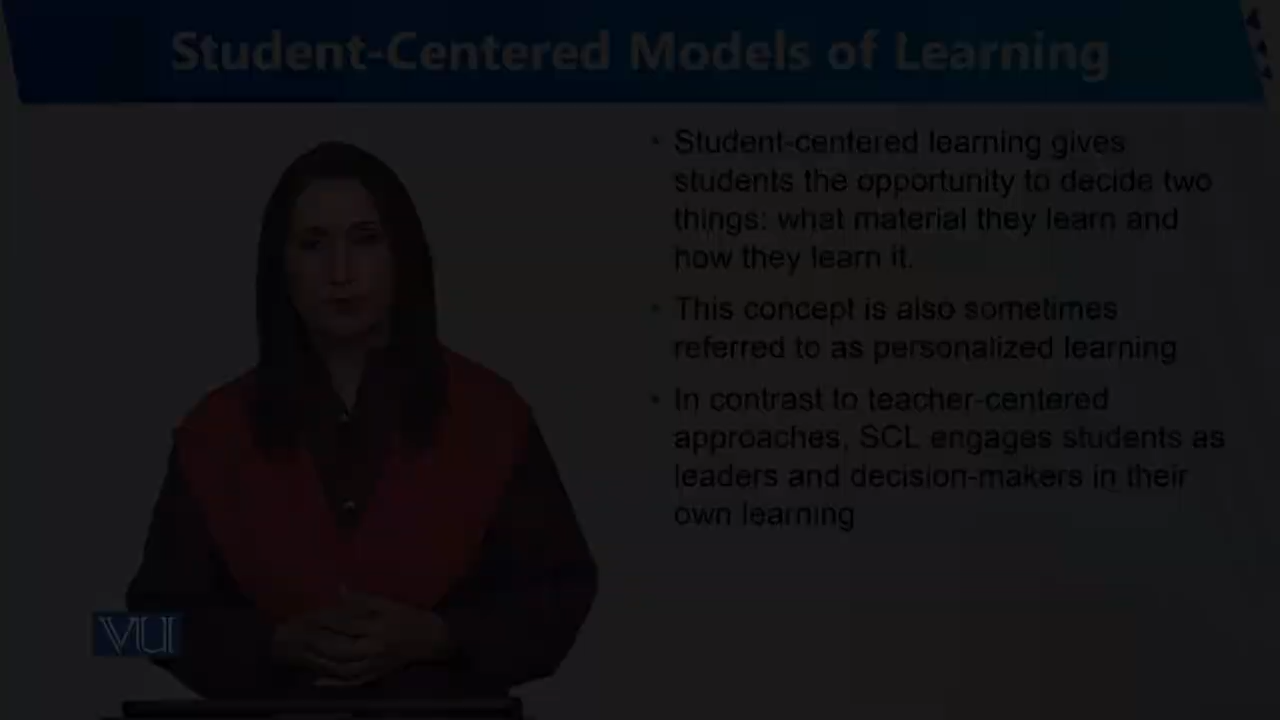 Student-Centered Models of Learning
• Student-centered learning gives
students the opportunity to decide two
things: what material they learn and
how they learn it.
• This concept is also sometimes
referred to as personalized learning
• In contrast to teacher-centered
approaches, SCL engages students as
leaders and decision-makers in their
own learning
VU